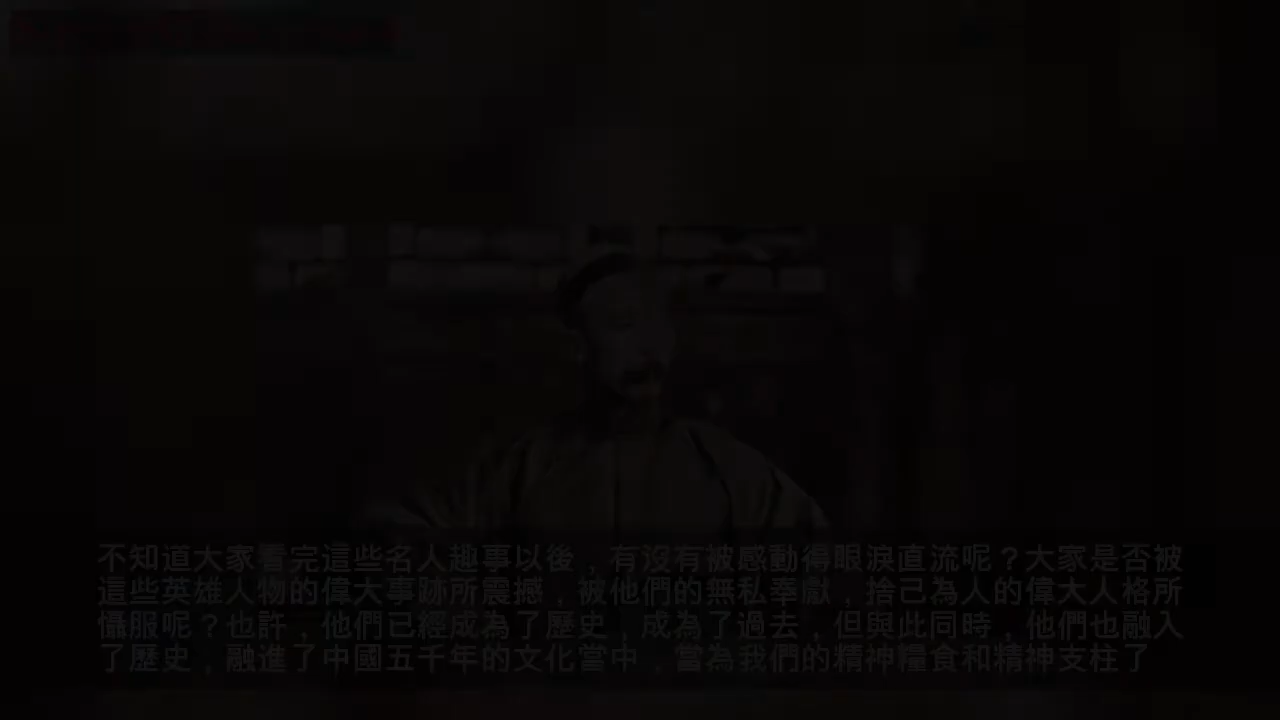 不知道大家看完這些名人趣事以後，有沒有被感動得眼淚直流呢？大家是否被
這些英雄人物的偉大事跡所震撼，被他們的無私奉獻，捨己為人的偉大人格所
懾服呢？也許，他們已經成為了歷史，成為了過去，但與此同時，他們也融入
了歷史，融進了中國五千年的文化當中，當為我們的精神糧食和精神支柱了